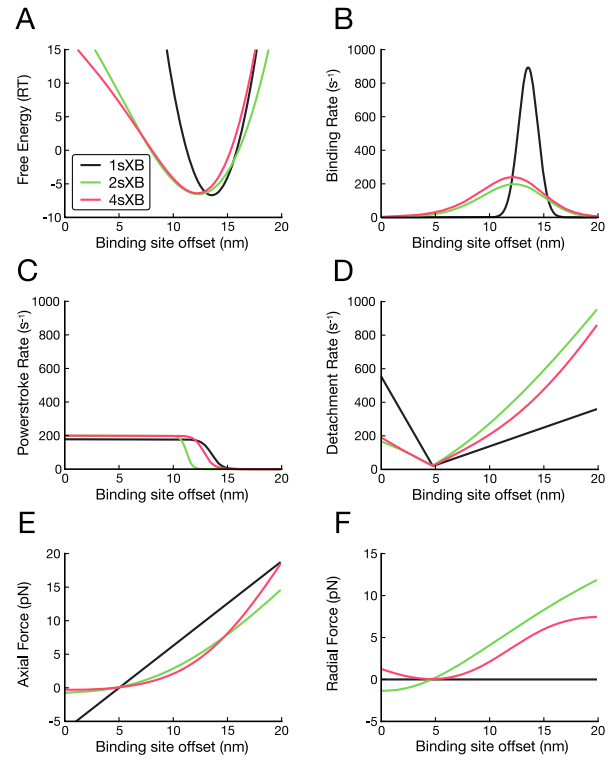 A
Free Energy (RT)
15
10
5
0
-5
-10
1sXB
2sXB
4sXB
0 5 10 15 20
Binding site offset (nm)
B
Binding Rate (s⁻¹)
1000
800
600
400
200
0
0 5 10 15 20
Binding site offset (nm)
C
Powerstroke Rate (s⁻¹)
1000
800
600
400
200
0
0 5 10 15 20
Binding site offset (nm)
D
Detachment Rate (s⁻¹)
1000
800
600
400
200
0
0 5 10 15 20
Binding site offset (nm)
E
Axial Force (pN)
20
15
10
5
0
-5
0 5 10 15 20
Binding site offset (nm)
F
Radial Force (pN)
15
10
5
0
-5
0 5 10 15 20
Binding site offset (nm)